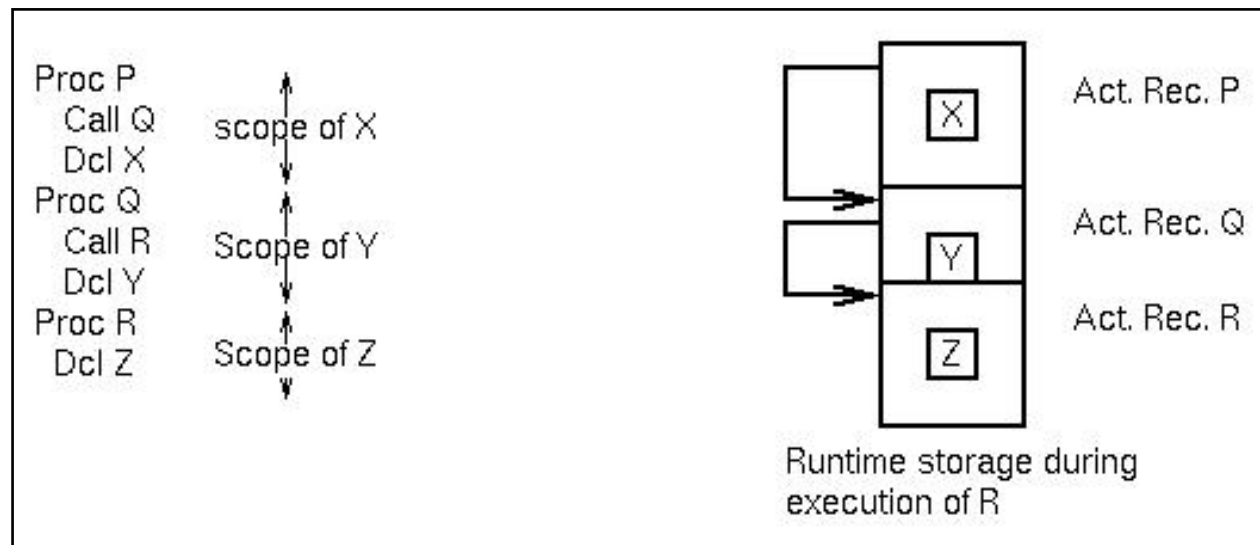 Proc P
Call Q
Dcl X
Proc Q
Call R
Dcl Y
Proc R
Dcl Z
scope of X
Scope of Y
Scope of Z
X
Y
Z
Act. Rec. P
Act. Rec. Q
Act. Rec. R
Runtime storage during
execution of R